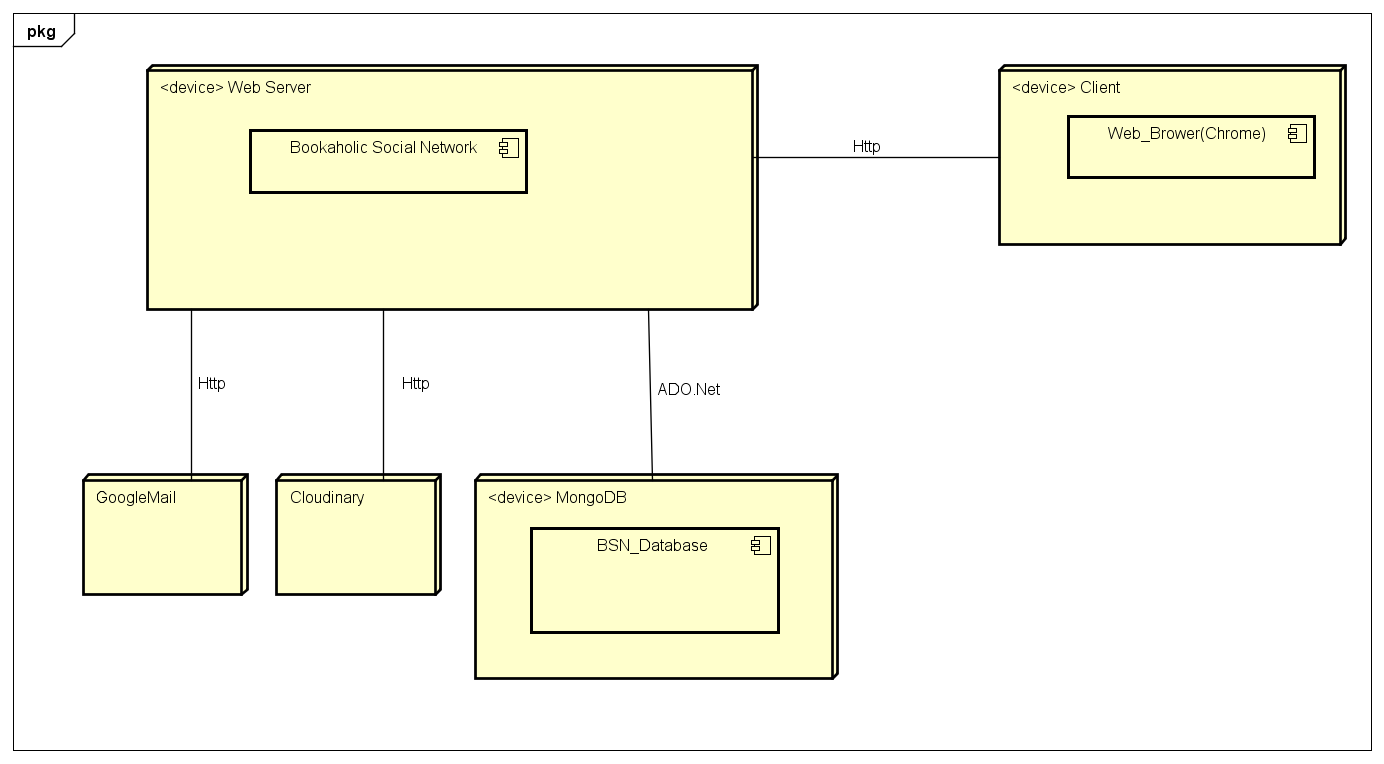 pkg
<device> Web Server
Bookaholic Social Network
Http
<device> Client
Web_Brower(Chrome)
Http
Http
ADO.Net
GoogleMail
Cloudinary
<device> MongoDB
BSN_Database